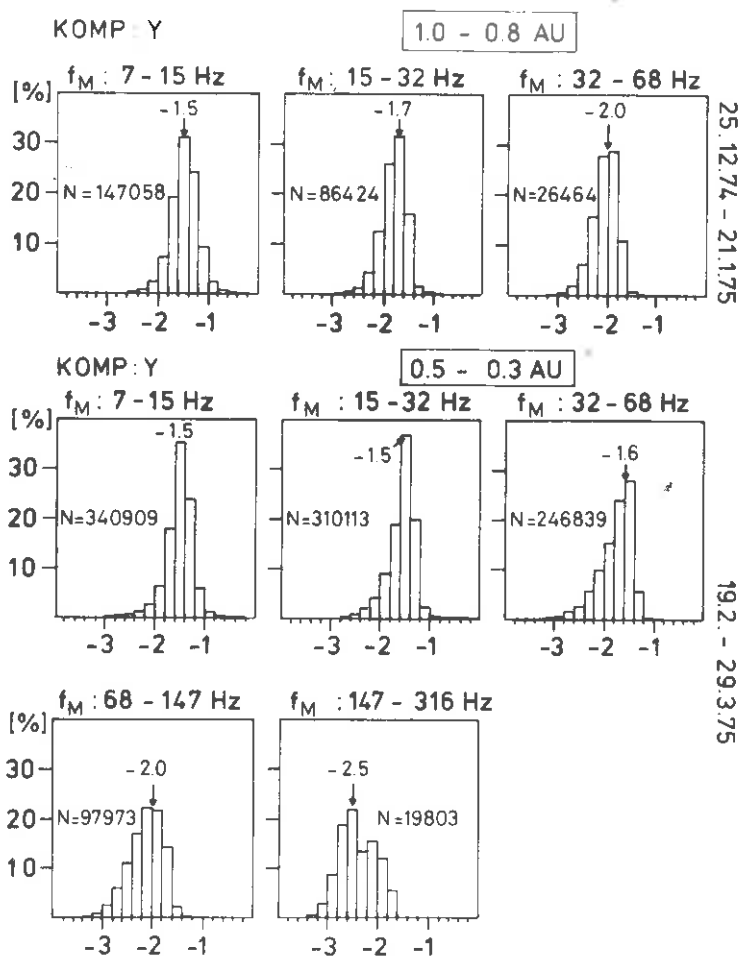 KOMP: Y
1.0 - 0.8 AU
[%] f_M : 7 - 15 Hz f_M : 15 - 32 Hz f_M : 32 - 68 Hz
-1.5 -1.7 -2.0
30
N=147058 N=86424 N=26464
20
10
-3 -2 -1 -3 -2 -1 -3 -2 -1
25.12.74 - 21.1.75
KOMP: Y
0.5 - 0.3 AU
[%] f_M : 7 - 15 Hz f_M : 15 - 32 Hz f_M : 32 - 68 Hz
-1.5 -1.5 -1.6
30
N=340909 N=310113 N=246839
20
10
-3 -2 -1 -3 -2 -1 -3 -2 -1
19.2. - 29.3.75
[%] f_M : 68 - 147 Hz f_M : 147 - 316 Hz
-2.0 -2.5
30
N=97973 N=19803
20
10
-3 -2 -1 -3 -2 -1